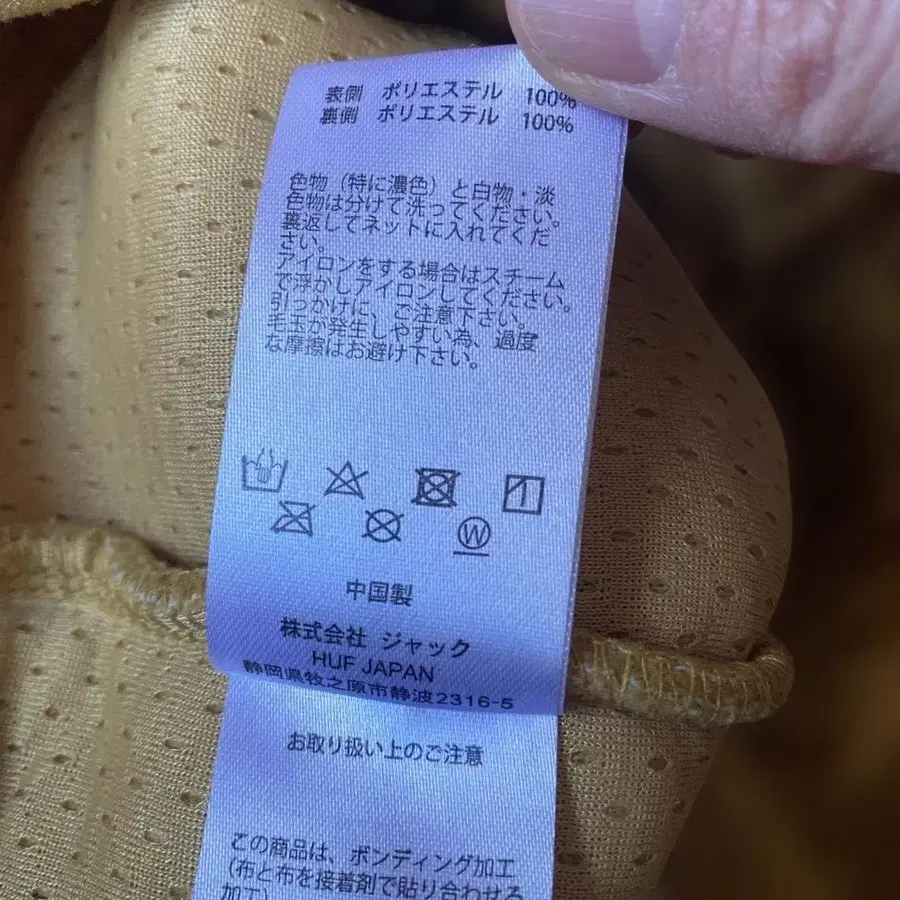 表側 ポリエステル 100%
裏側 ポリエステル 100%
色物（特に濃色）と白物・淡
色物は分けて洗ってください。
裏返してネットに入れてくだ
さい。
アイロンをする場合はスチーム
で浮かしアイロンしてください。
引っかけに、ご注意下さい。
毛玉が発生しやすい為、過度
な摩擦はお避け下さい。
W
中国製
株式会社 ジャック
HUF JAPAN
静岡県牧之原市静波2316-5
お取り扱い上のご注意
この商品は、ボンディング加工
(布と布を接着剤で貼り合わせる
加工)